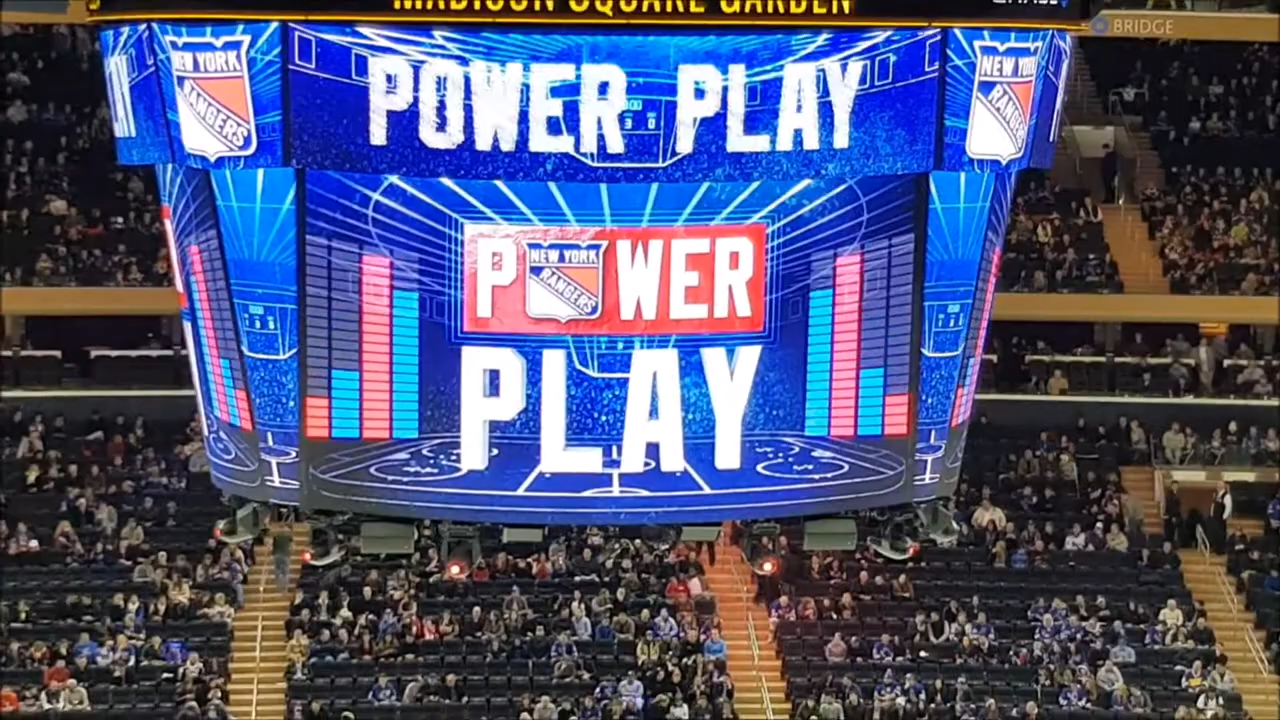 MADISON SQUARE GARDEN
BRIDGE
NEW YORK
RANGERS
POWER PLAY
NEW YORK
RANGERS
P WER
NEW YORK
RANGERS
PLAY